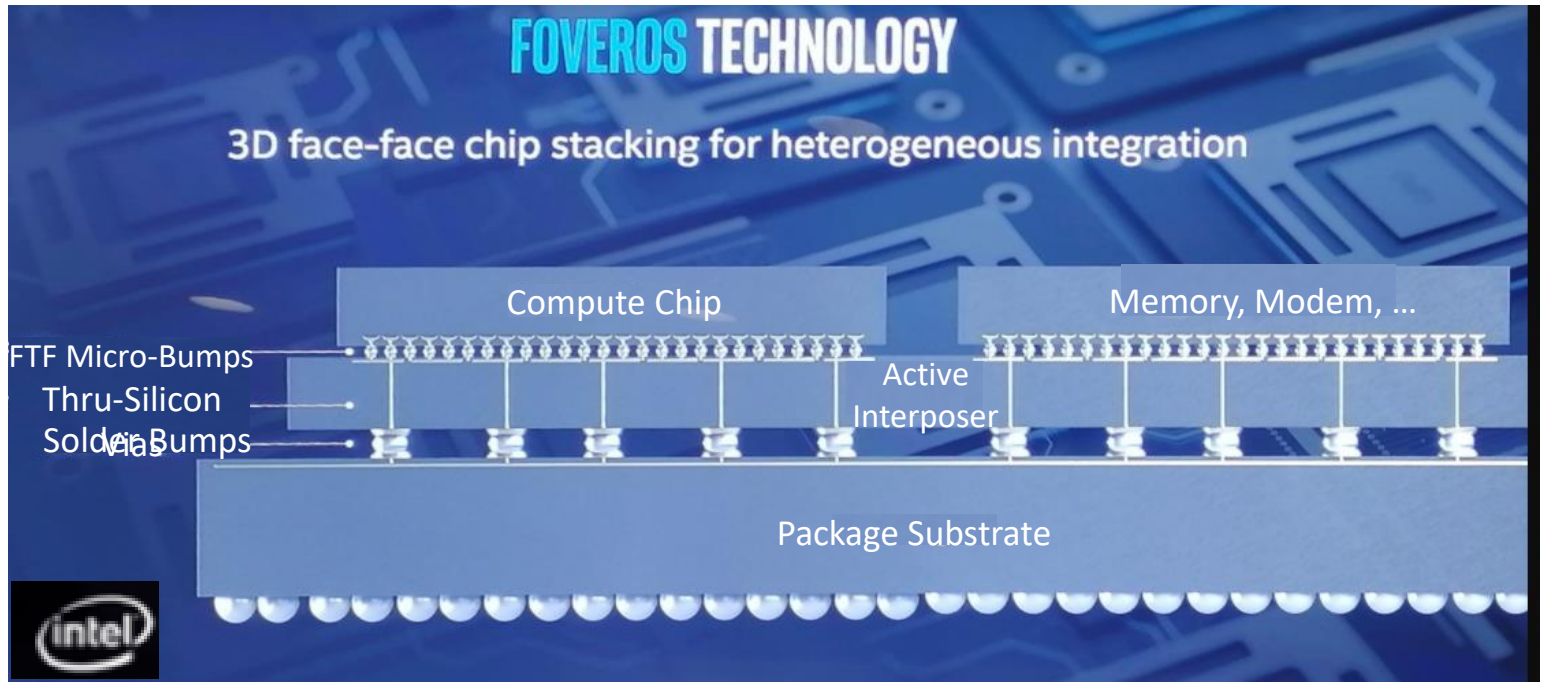 FOVEROS TECHNOLOGY
3D face-face chip stacking for heterogeneous integration
Compute Chip
Memory, Modem, ...
FTF Micro-Bumps
Thru-Silicon
Vias
Solder Bumps
Active
Interposer
Package Substrate
intel